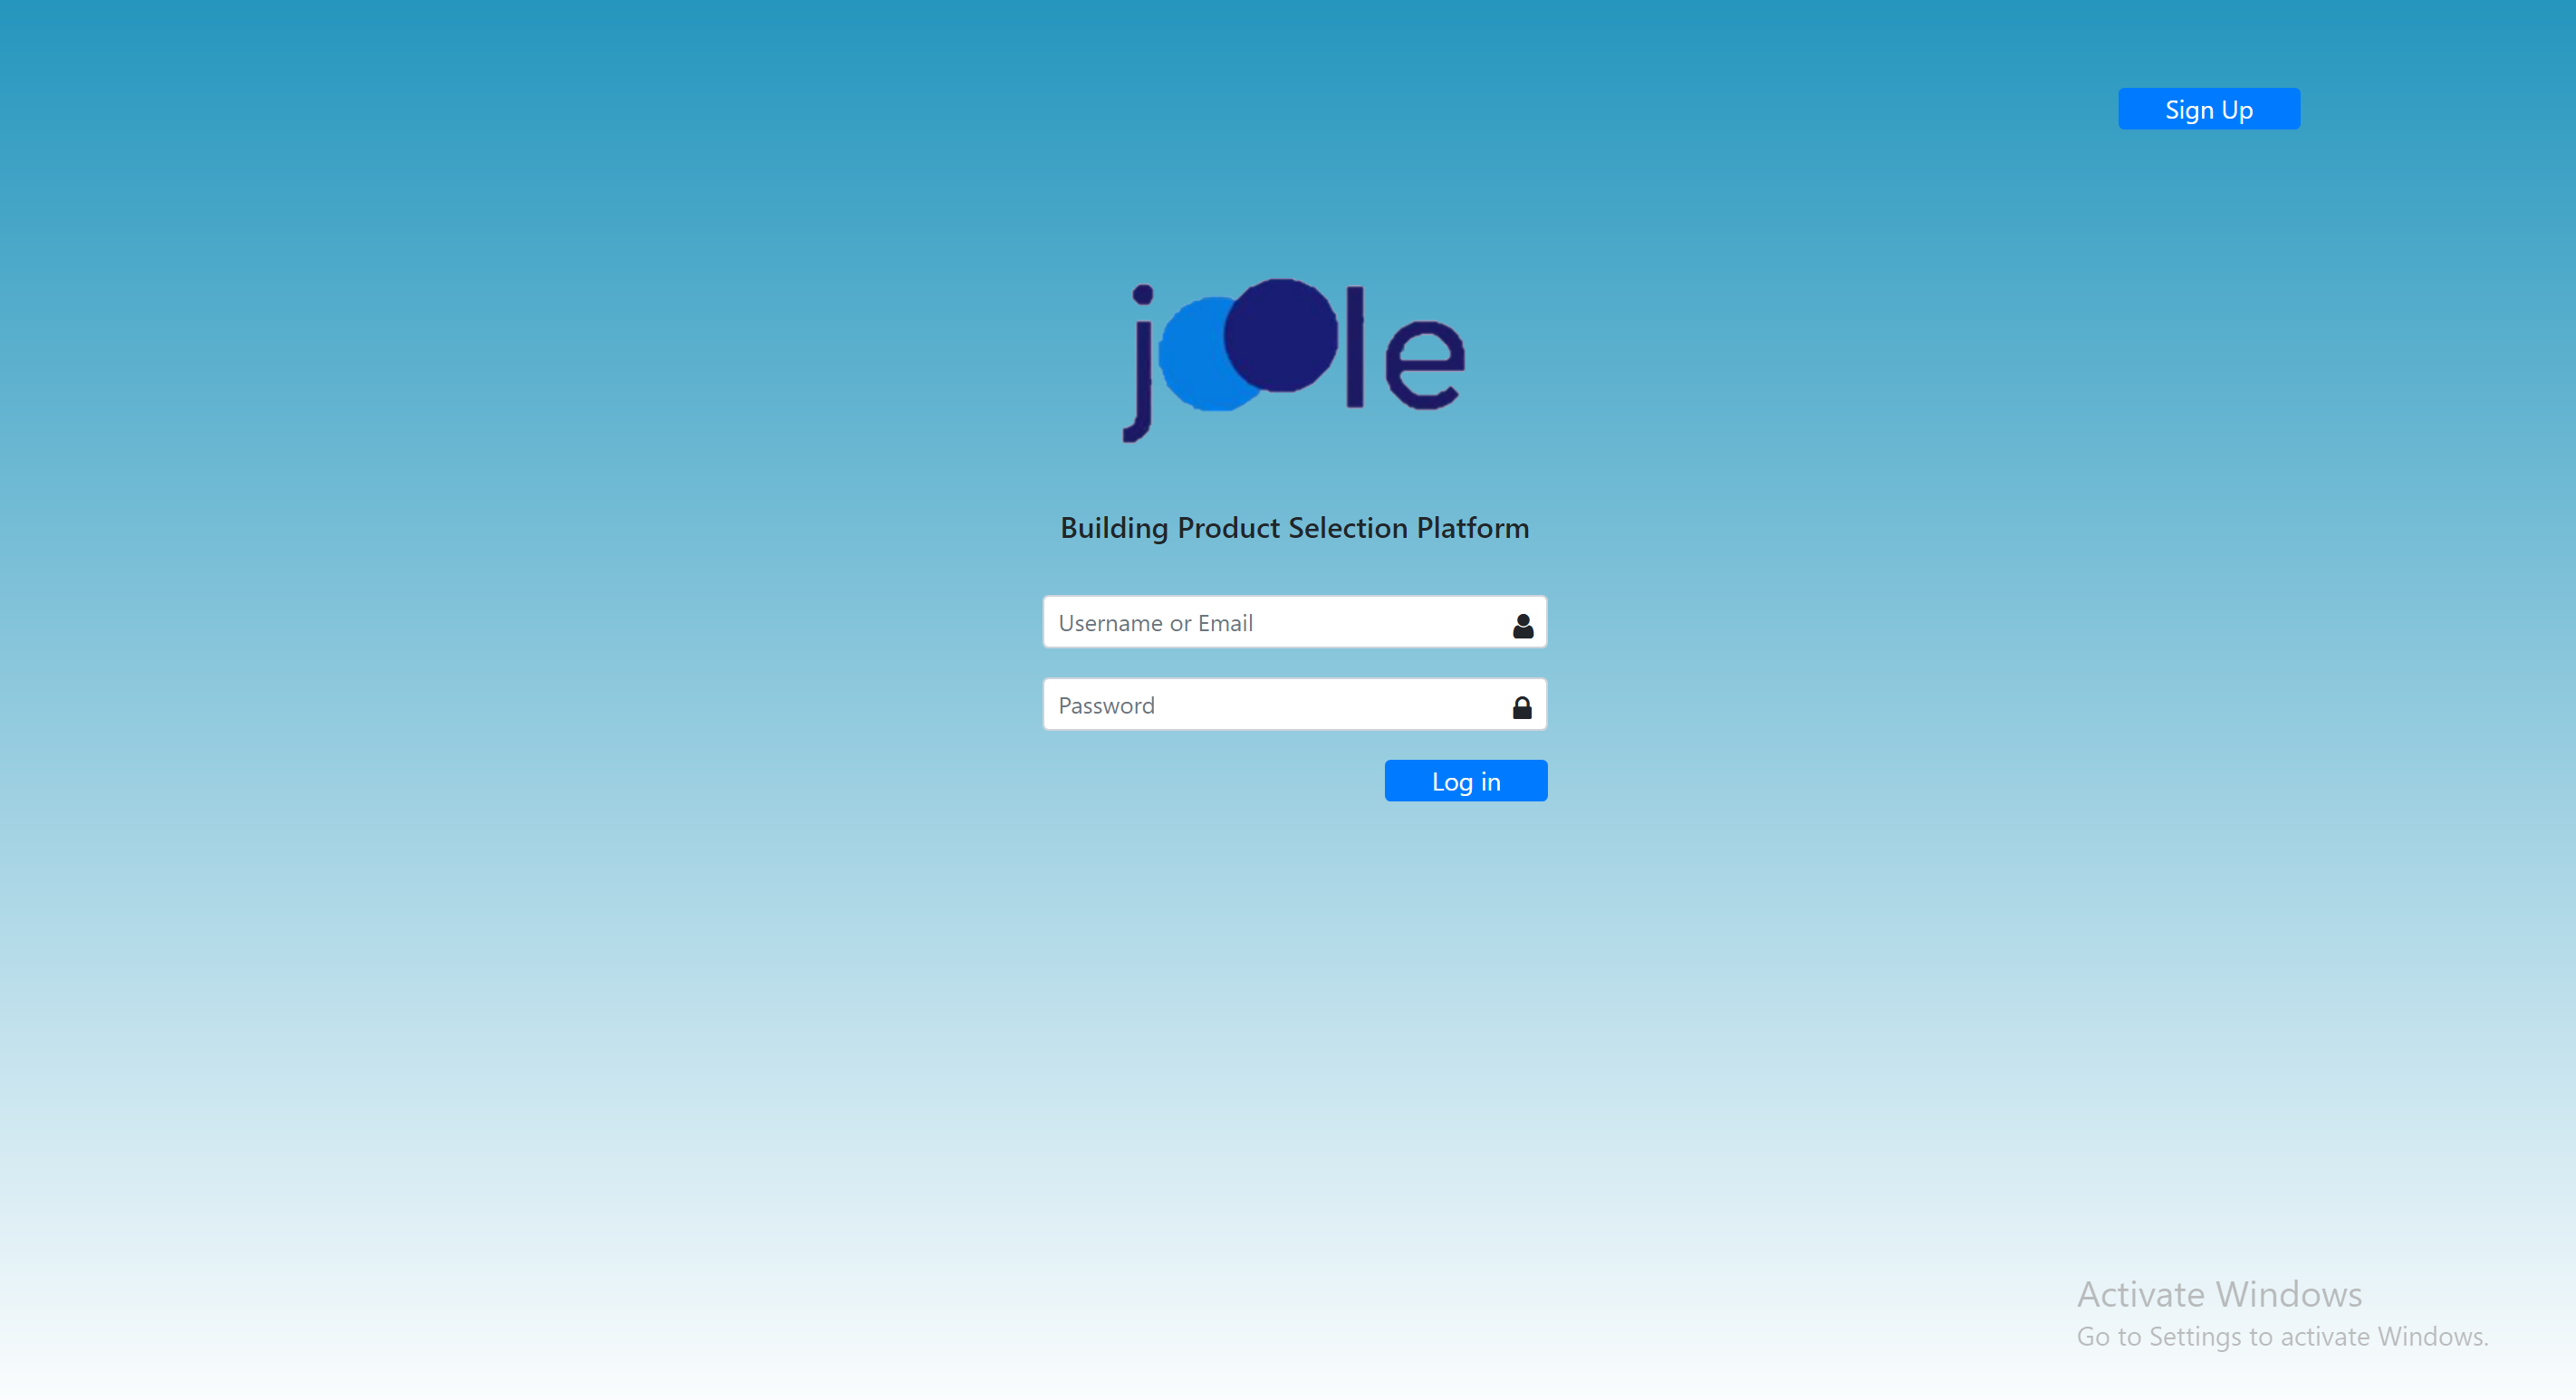 Sign Up
joole
Building Product Selection Platform
Username or Email
Password
Log in
Activate Windows
Go to Settings to activate Windows.